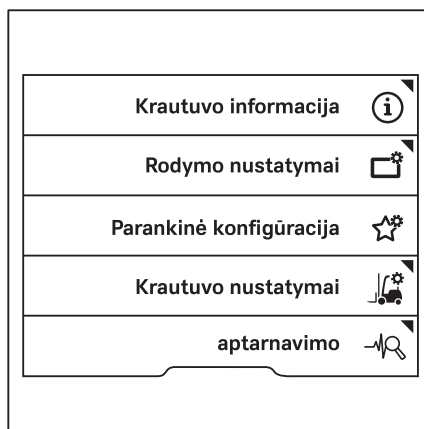 Krautuvo informacija
Rodymo nustatymai
Parankinė konfigūracija
Krautuvo nustatymai
aptarnavimo